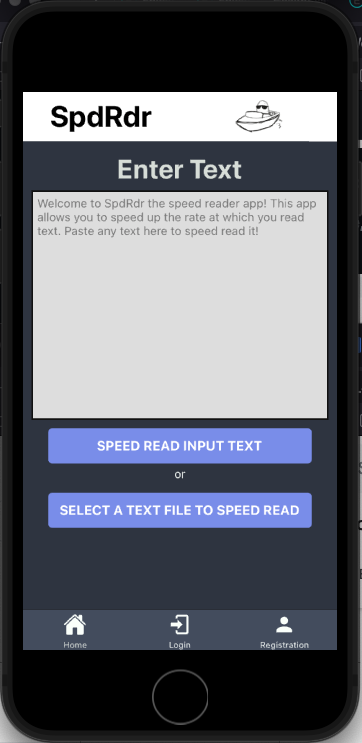 SpdRdr
Enter Text
Welcome to SpdRdr the speed reader app! This app
allows you to speed up the rate at which you read
text. Paste any text here to speed read it!
SPEED READ INPUT TEXT
or
SELECT A TEXT FILE TO SPEED READ
Home
Login
Registration